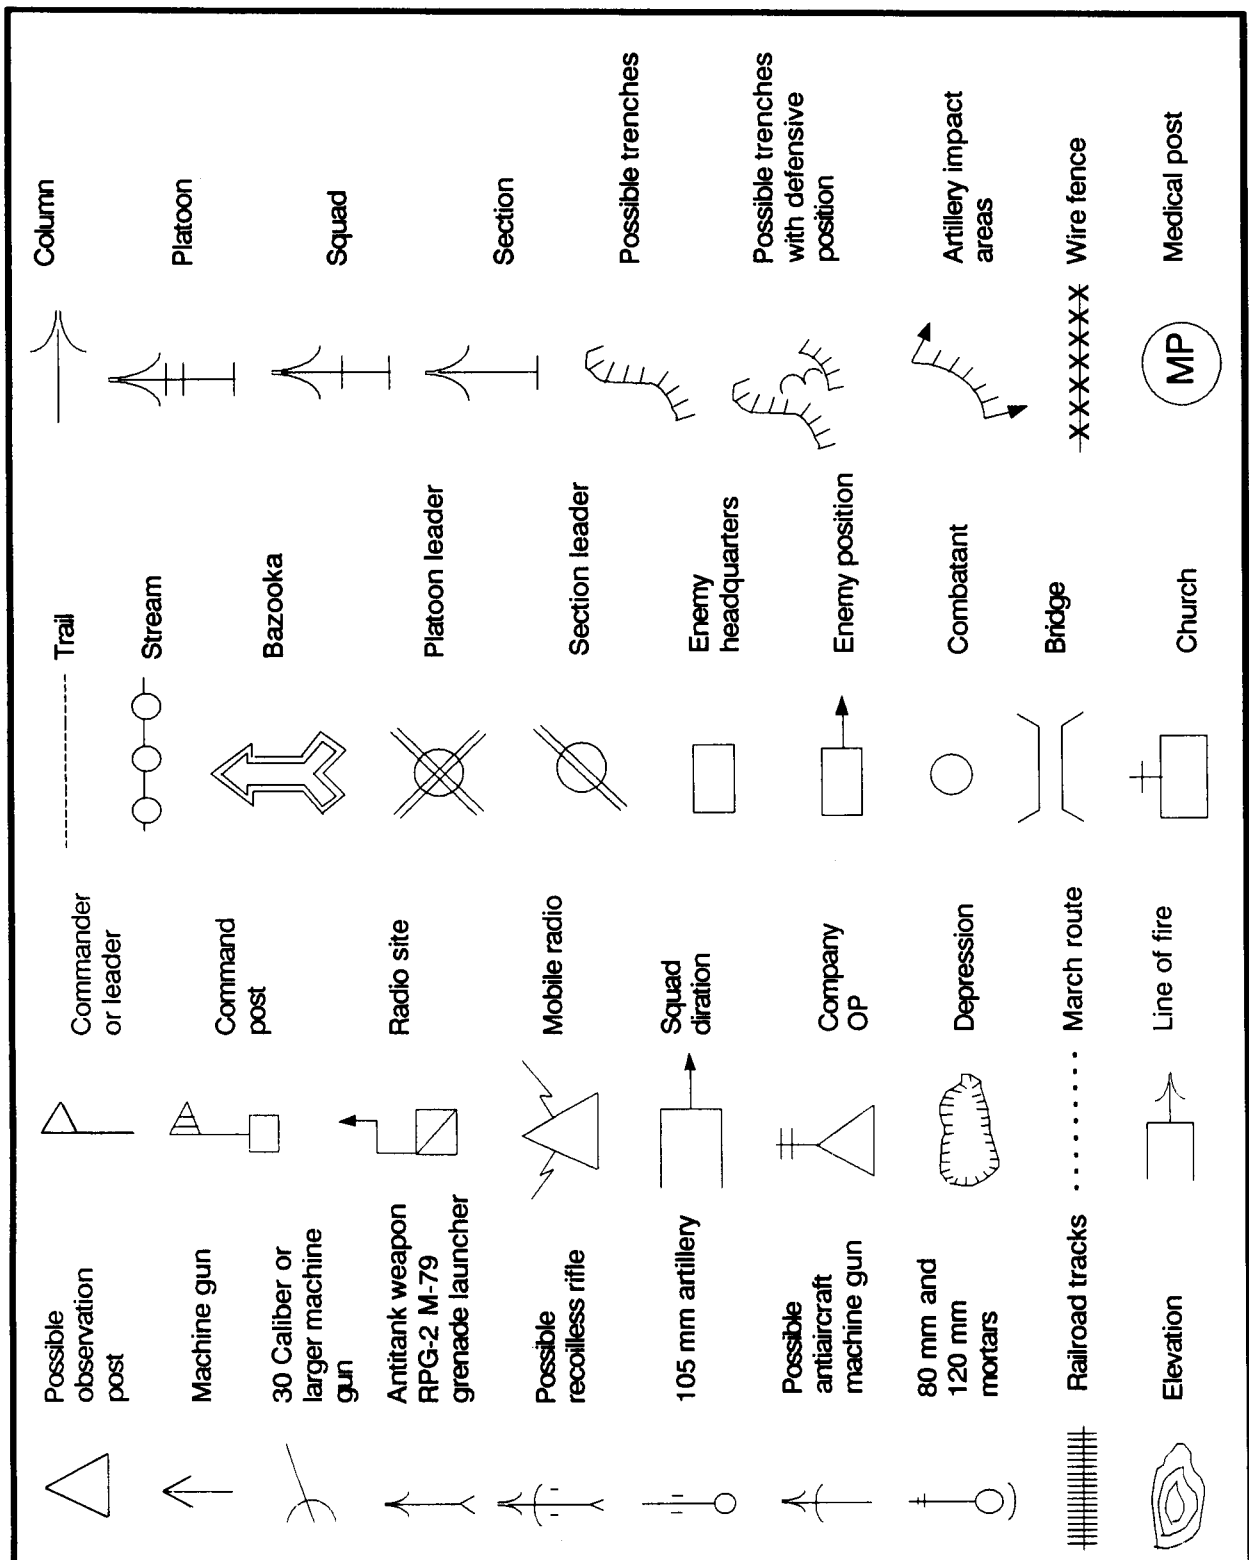 Possible
observation
post
Machine gun
30 Caliber or
larger machine
gun
Antitank weapon
RPG-2 M-79
grenade launcher
Possible
recoilless rifle
105 mm artillery
Possible
antiaircraft
machine gun
80 mm and
120 mm
mortars
Railroad tracks
Elevation
Commander
or leader
Command
post
Radio site
Mobile radio
Squad
diration
Company
OP
Depression
March route
Line of fire
Trail
Stream
Bazooka
Platoon leader
Section leader
Enemy
headquarters
Enemy position
Combatant
Bridge
Church
Column
Platoon
Squad
Section
Possible trenches
Possible trenches
with defensive
position
Artillery impact
areas
Wire fence
MP
Medical post